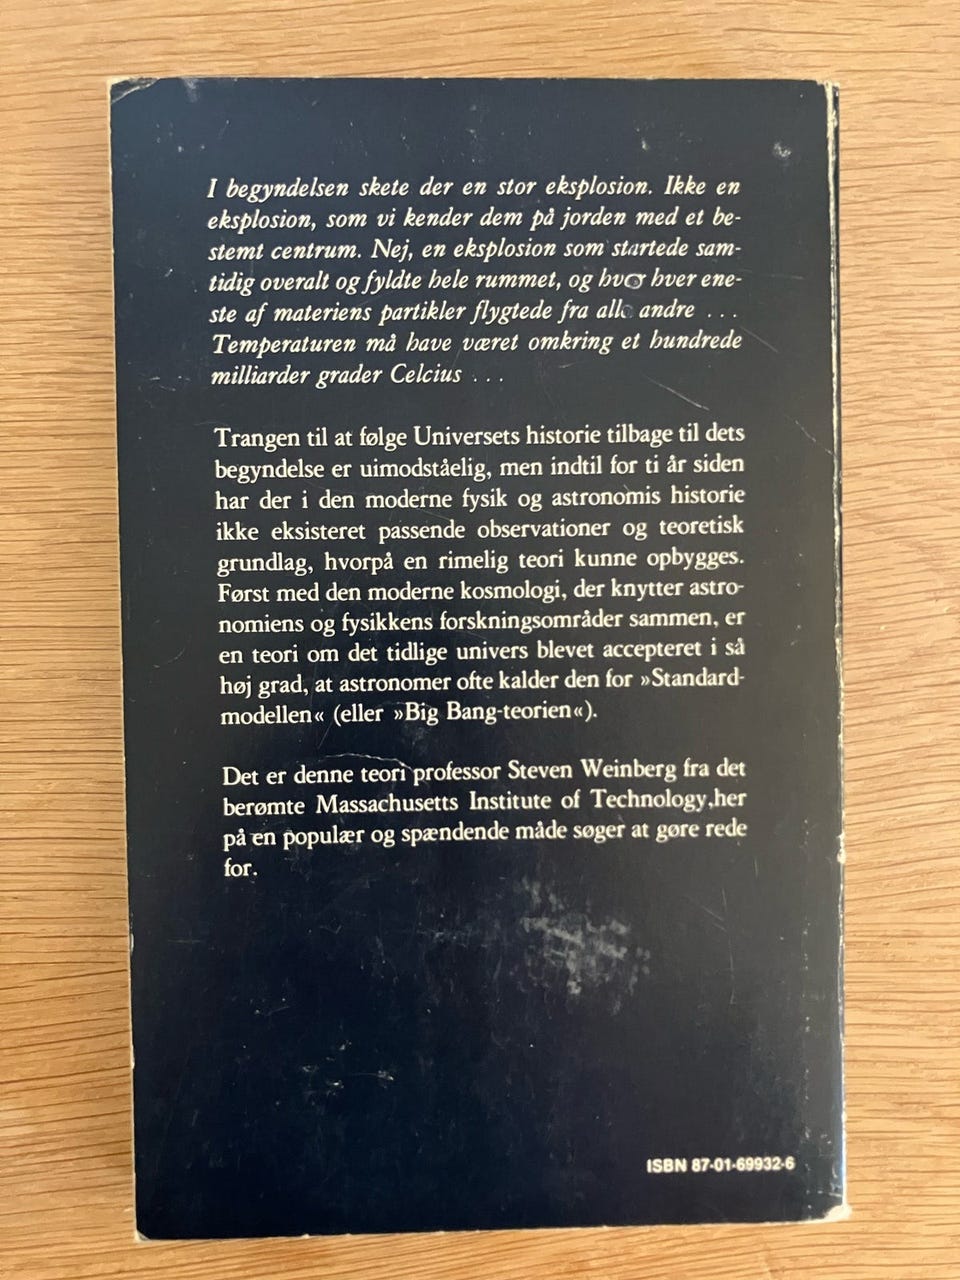 I begyndelsen skete der en stor eksplosion. Ikke en
eksplosion, som vi kender dem på jorden med et be-
stemt centrum. Nej, en eksplosion som startede sam-
tidig overalt og fyldte hele rummet, og hvor hver ene-
ste af materiens partikler flygtede fra alle andre ...
Temperaturen må have været omkring et hundrede
milliarder grader Celcius ...
Trangen til at følge Universets historie tilbage til dets
begyndelse er uimodståelig, men indtil for ti år siden
har der i den moderne fysik og astronomis historie
ikke eksisteret passende observationer og teoretisk
grundlag, hvorpå en rimelig teori kunne opbygges.
Først med den moderne kosmologi, der knytter astro-
nomiens og fysikkens forskningsområder sammen, er
en teori om det tidlige univers blevet accepteret i så
høj grad, at astronomer ofte kalder den for »Standard-
modellen« (eller »Big Bang-teorien«).
Det er denne teori professor Steven Weinberg fra det
berømte Massachusetts Institute of Technology,her
på en populær og spændende måde søger at gøre rede
for.
ISBN 87-01-69932-6